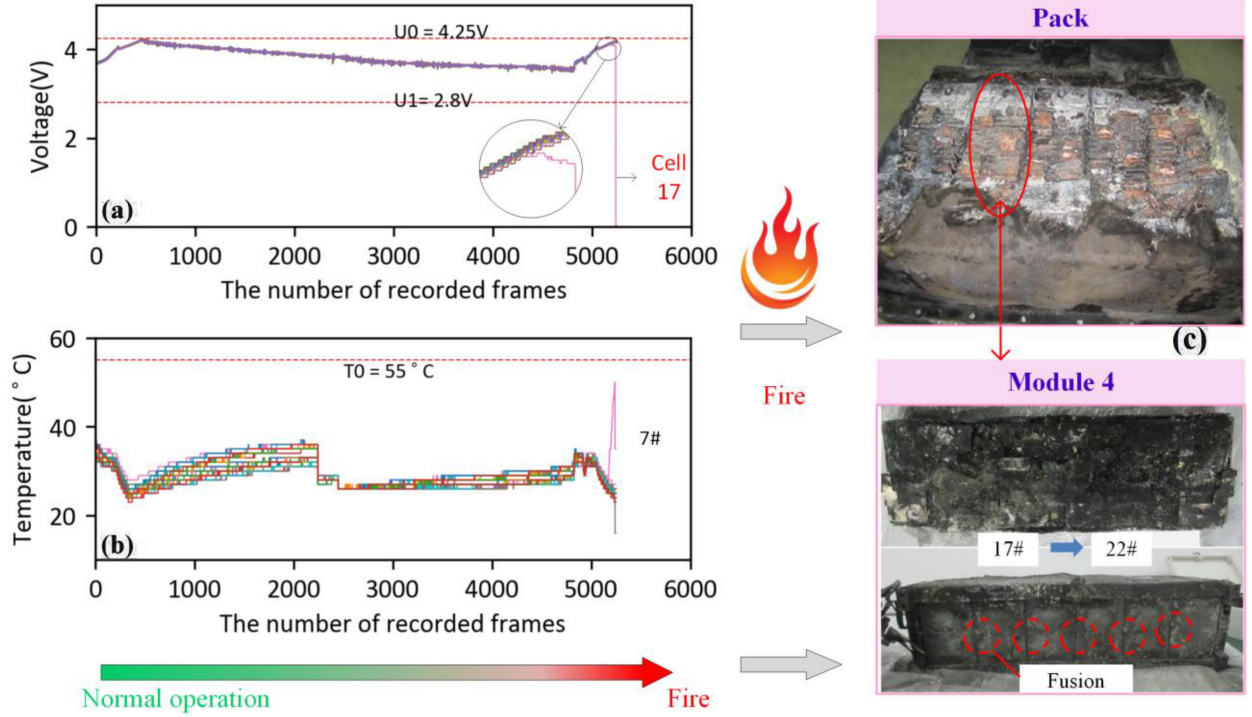 U0 = 4.25V
U1= 2.8V
Voltage(V)
4
2
0
Cell
17
(a)
0
1000
2000
3000
4000
5000
6000
The number of recorded frames
T0 = 55 ° C
Temperature( ° C)
60
40
20
7#
(b)
0
1000
2000
3000
4000
5000
6000
The number of recorded frames
Normal operation
Fire
Fire
Pack
(c)
Module 4
17#
22#
Fusion